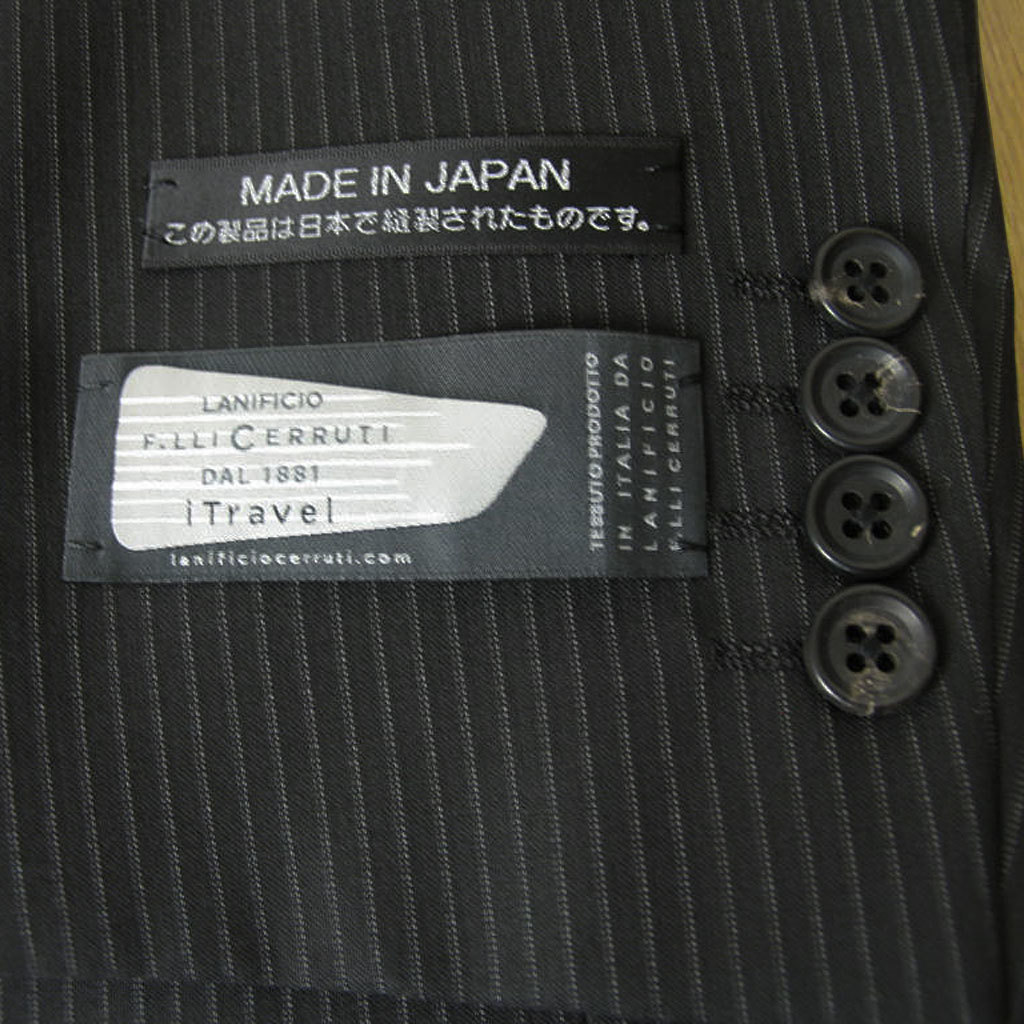 MADE IN JAPAN
この製品は日本で縫製されたものです。
LANIFICIO
F.LLI CERRUTI
DAL 1881
iTravel
lanificiocerruti.com
TESSUTO PRODOTTO
IN ITALIA DA
LANIFICIO
F.LLI CERRUTI